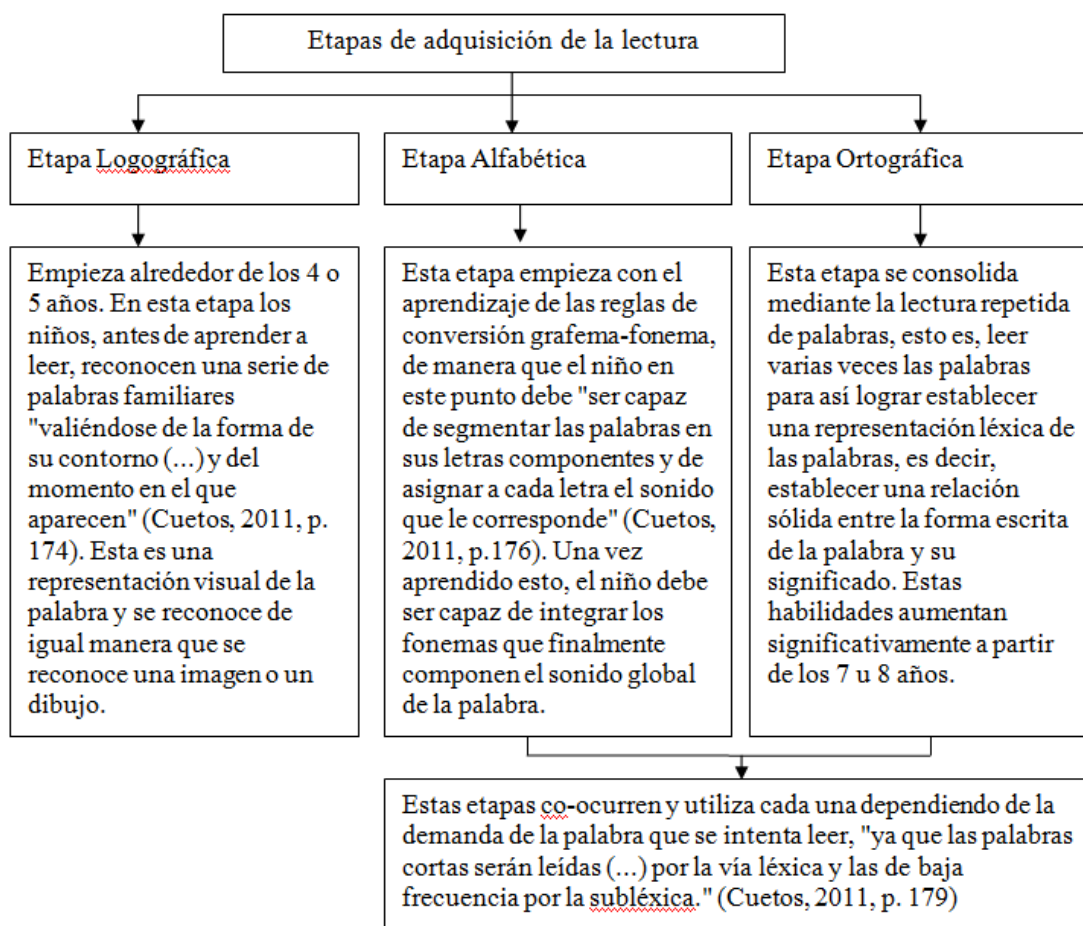 Etapas de adquisición de la lectura
Etapa Logográfica
Empieza alrededor de los 4 o
5 años. En esta etapa los
niños, antes de aprender a
leer, reconocen una serie de
palabras familiares
"valiéndose de la forma de
su contorno (...) y del
momento en el que
aparecen" (Cuetos, 2011, p.
174). Esta es una
representación visual de la
palabra y se reconoce de
igual manera que se
reconoce una imagen o un
dibujo.
Etapa Alfabética
Esta etapa empieza con el
aprendizaje de las reglas de
conversión grafema-fonema,
de manera que el niño en
este punto debe "ser capaz
de segmentar las palabras en
sus letras componentes y de
asignar a cada letra el sonido
que le corresponde" (Cuetos,
2011, p.176). Una vez
aprendido esto, el niño debe
ser capaz de integrar los
fonemas que finalmente
componen el sonido global
de la palabra.
Etapa Ortográfica
Esta etapa se consolida
mediante la lectura repetida
de palabras, esto es, leer
varias veces las palabras
para así lograr establecer
una representación léxica de
las palabras, es decir,
establecer una relación
sólida entre la forma escrita
de la palabra y su
significado. Estas
habilidades aumentan
significativamente a partir
de los 7 u 8 años.
Estas etapas co-ocurren y utiliza cada una dependiendo de la
demanda de la palabra que se intenta leer, "ya que las palabras
cortas serán leídas (...) por la vía léxica y las de baja
frecuencia por la subléxica." (Cuetos, 2011, p. 179)